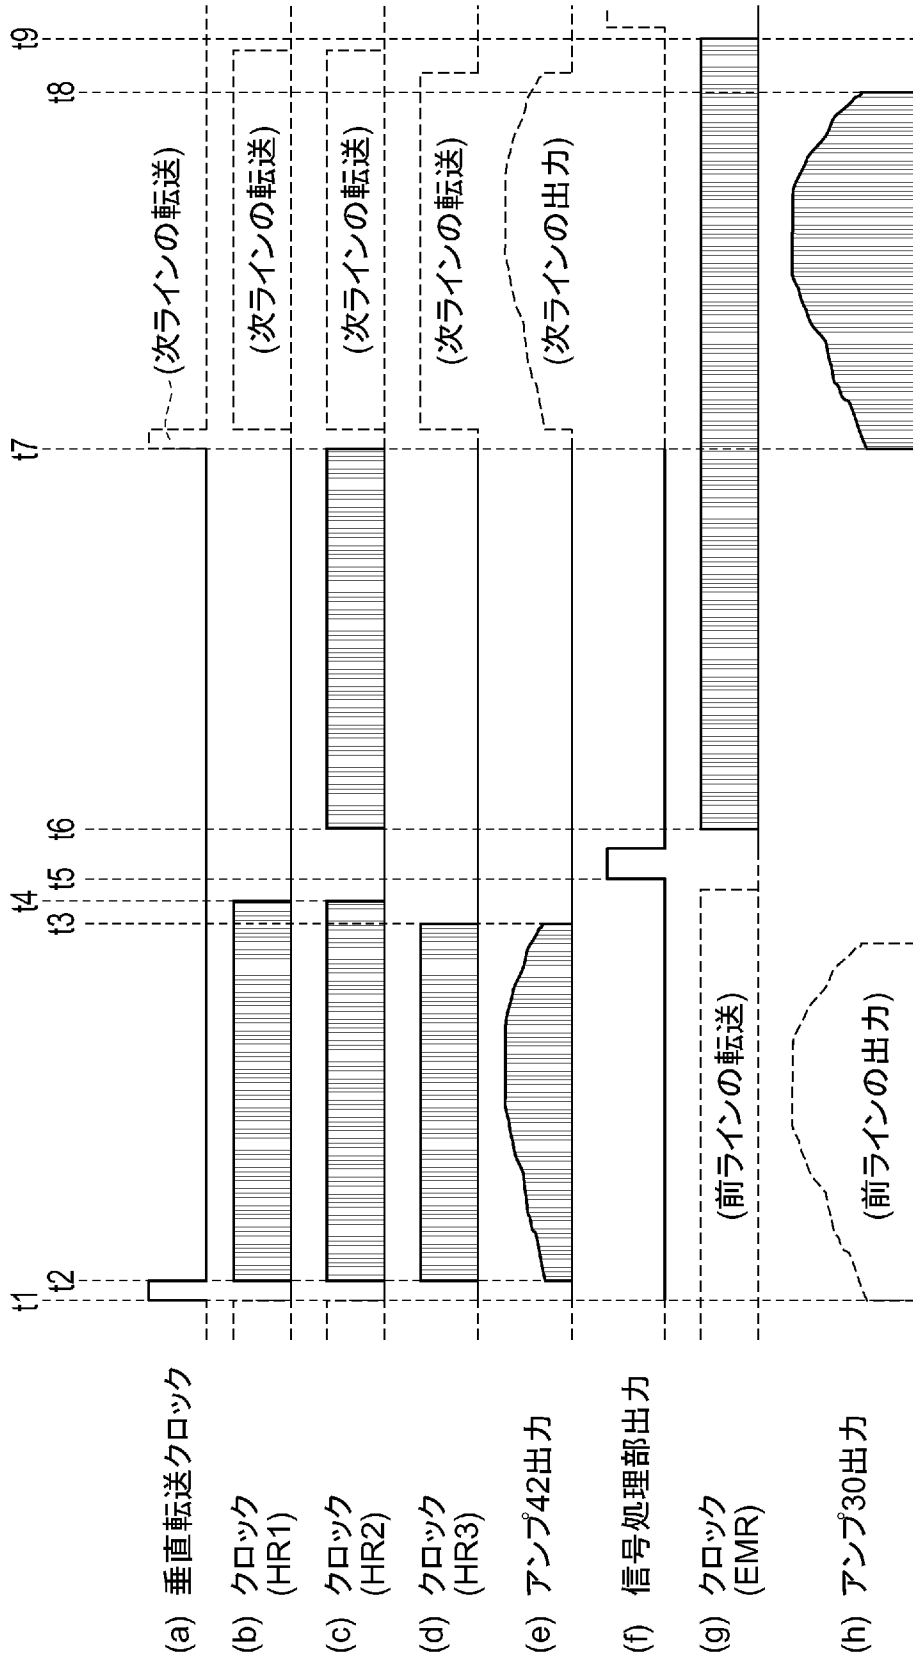 t1 t2 t3 t4 t5 t6 t7 t8 t9
(a) 垂直転送クロック
(次ラインの転送)
(b) クロック
(HR1)
(次ラインの転送)
(c) クロック
(HR2)
(次ラインの転送)
(d) クロック
(HR3)
(次ラインの転送)
(e) アンプ42出力
(次ラインの出力)
(f) 信号処理部出力
(g) クロック
(EMR)
(前ラインの転送)
(h) アンプ30出力
(前ラインの出力)